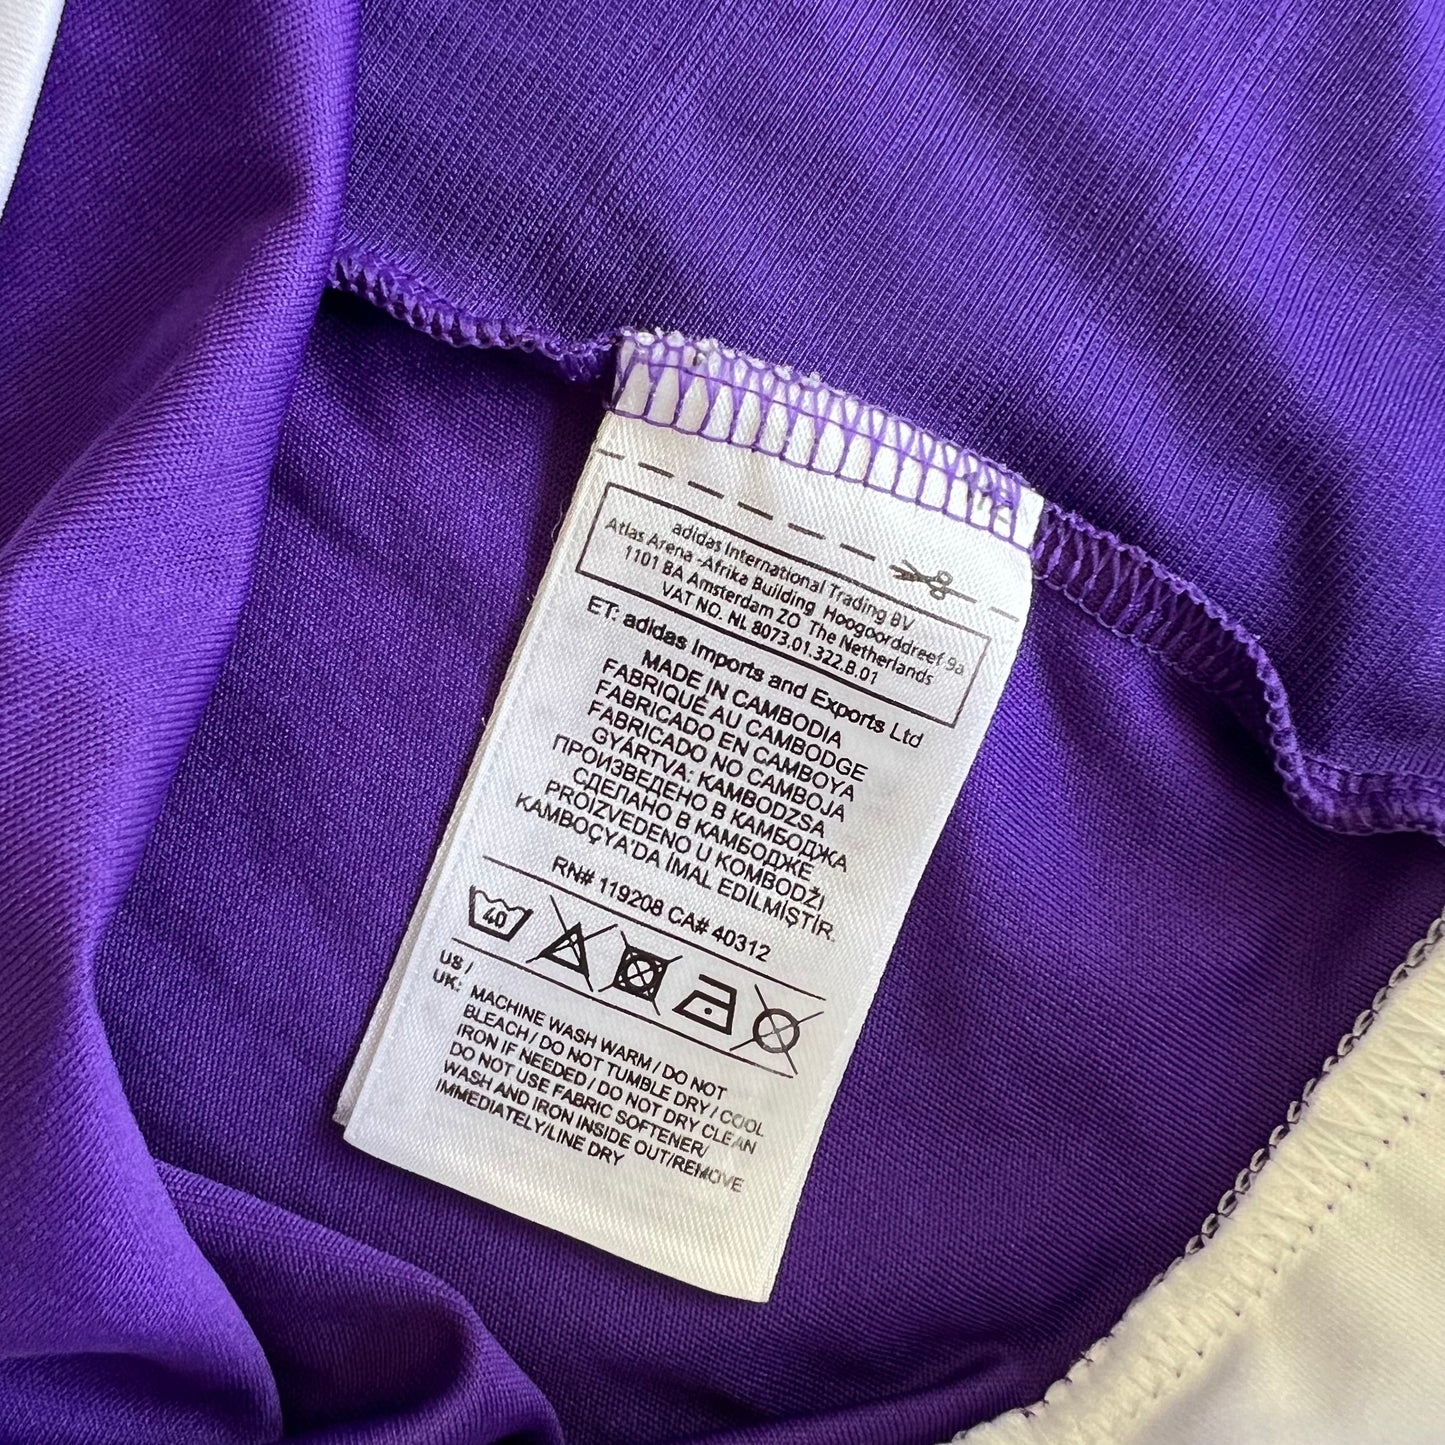 adidas International Trading BV
Atlas Arena -Afrika Building Hoogoorddreef 9a
1101 BA Amsterdam ZO The Netherlands
VAT NO. NL 8073.01.322.B.01
ET: adidas Imports and Exports Ltd
MADE IN CAMBODIA
FABRIQUÉ AU CAMBODGE
FABRICADO EN CAMBOYA
FABRICADO NO CAMBOJA
GYÁRTVA: KAMBODZSA
ПРОИЗВЕДЕНО В КАМБОДЖА
СДЕЛАНО В КАМБОДЖЕ
PROIZVEDENO U KOMBODŽI
KAMBOÇYA'DA İMAL EDİLMİŞTİR.
RN# 119208 CA# 40312
40
US /
UK:
MACHINE WASH WARM / DO NOT
BLEACH / DO NOT TUMBLE DRY / COOL
IRON IF NEEDED / DO NOT DRY CLEAN
DO NOT USE FABRIC SOFTENER/
WASH AND IRON INSIDE OUT/REMOVE
IMMEDIATELY/LINE DRY